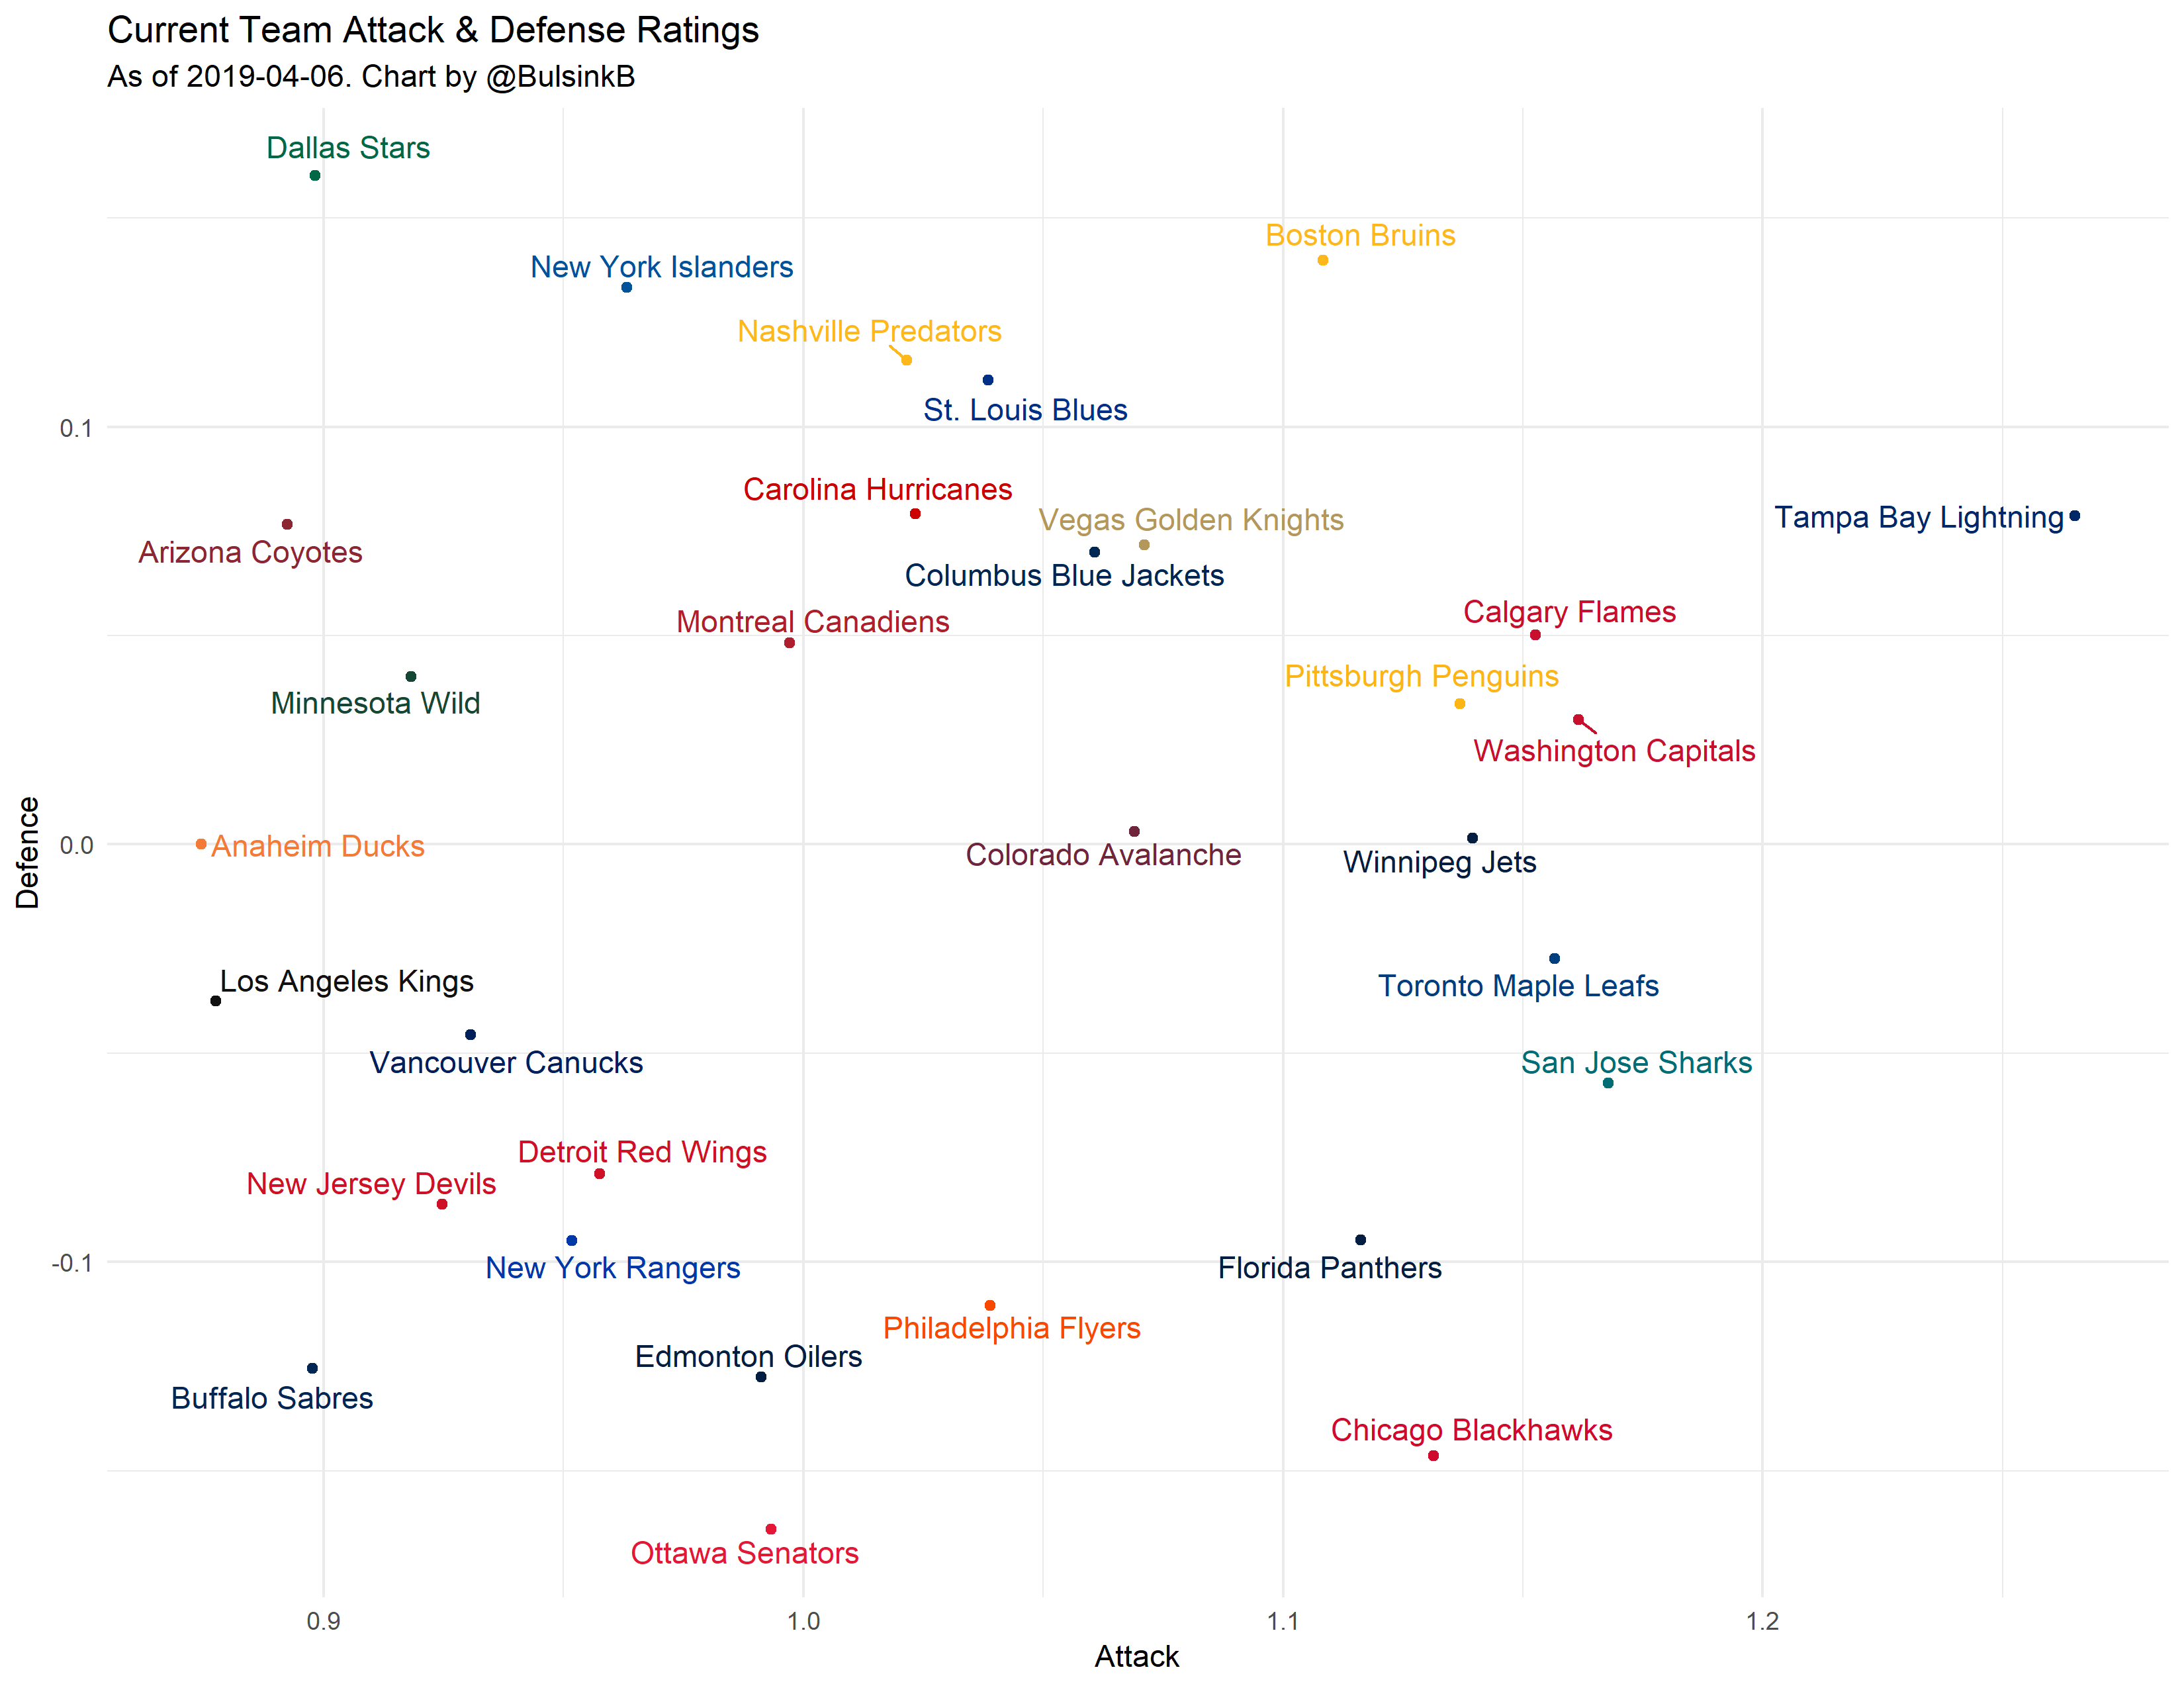 Current Team Attack & Defense Ratings
As of 2019-04-06. Chart by @BulsinkB
Dallas Stars
Boston Bruins
New York Islanders
Nashville Predators
St. Louis Blues
0.1
Carolina Hurricanes
Vegas Golden Knights
Tampa Bay Lightning
Arizona Coyotes
Columbus Blue Jackets
Calgary Flames
Montreal Canadiens
Pittsburgh Penguins
Minnesota Wild
Washington Capitals
Defence
0.0
Anaheim Ducks
Colorado Avalanche
Winnipeg Jets
Los Angeles Kings
Toronto Maple Leafs
Vancouver Canucks
San Jose Sharks
Detroit Red Wings
New Jersey Devils
-0.1
New York Rangers
Florida Panthers
Philadelphia Flyers
Edmonton Oilers
Buffalo Sabres
Chicago Blackhawks
Ottawa Senators
0.9
1.0
1.1
1.2
Attack